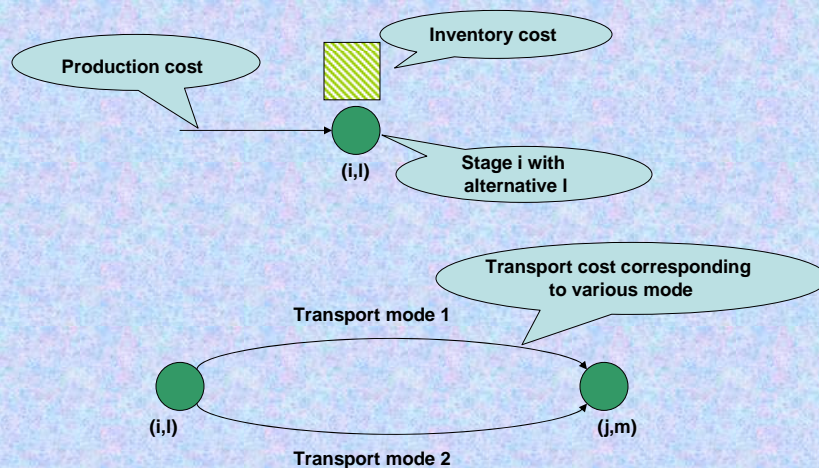 Inventory cost
Production cost
(i,l)
Stage i with
alternative l
Transport cost corresponding
to various mode
Transport mode 1
(i,l)
(j,m)
Transport mode 2